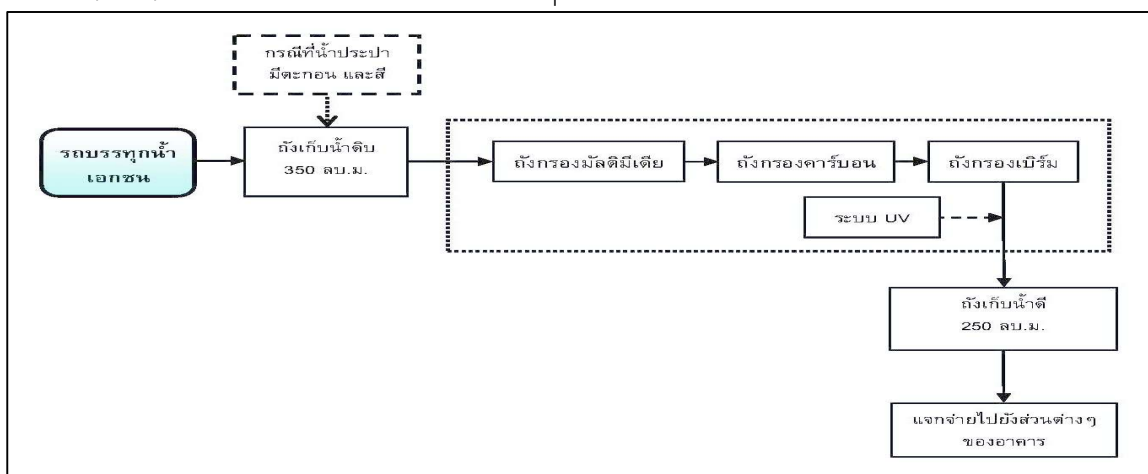 กรณีที่น้ำประปา
มีตะกอน และสี
รถบรรทุกน้ำ
เอกชน
ถังเก็บน้ำดิบ
350 ลบ.ม.
ถังกรองมัลติมีเดีย
ถังกรองคาร์บอน
ถังกรองเบิร์ม
ระบบ UV
ถังเก็บน้ำดี
250 ลบ.ม.
แจกจ่ายไปยังส่วนต่างๆ
ของอาคาร